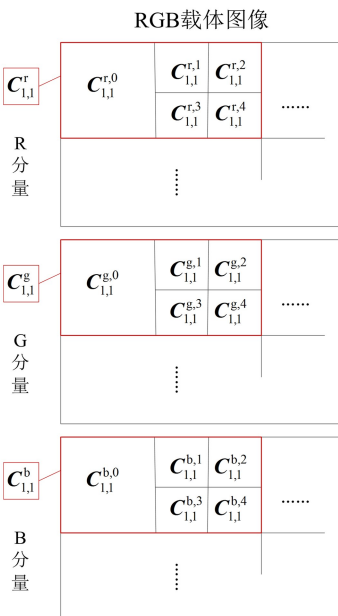 RGB载体图像
C^{r}_{1,1} C^{r,0}_{1,1} C^{r,1}_{1,1} C^{r,2}_{1,1}
C^{r,3}_{1,1} C^{r,4}_{1,1} ……
R
分
量
……
C^{g}_{1,1} C^{g,0}_{1,1} C^{g,1}_{1,1} C^{g,2}_{1,1}
C^{g,3}_{1,1} C^{g,4}_{1,1} ……
G
分
量
……
C^{b}_{1,1} C^{b,0}_{1,1} C^{b,1}_{1,1} C^{b,2}_{1,1}
C^{b,3}_{1,1} C^{b,4}_{1,1} ……
B
分
量
……